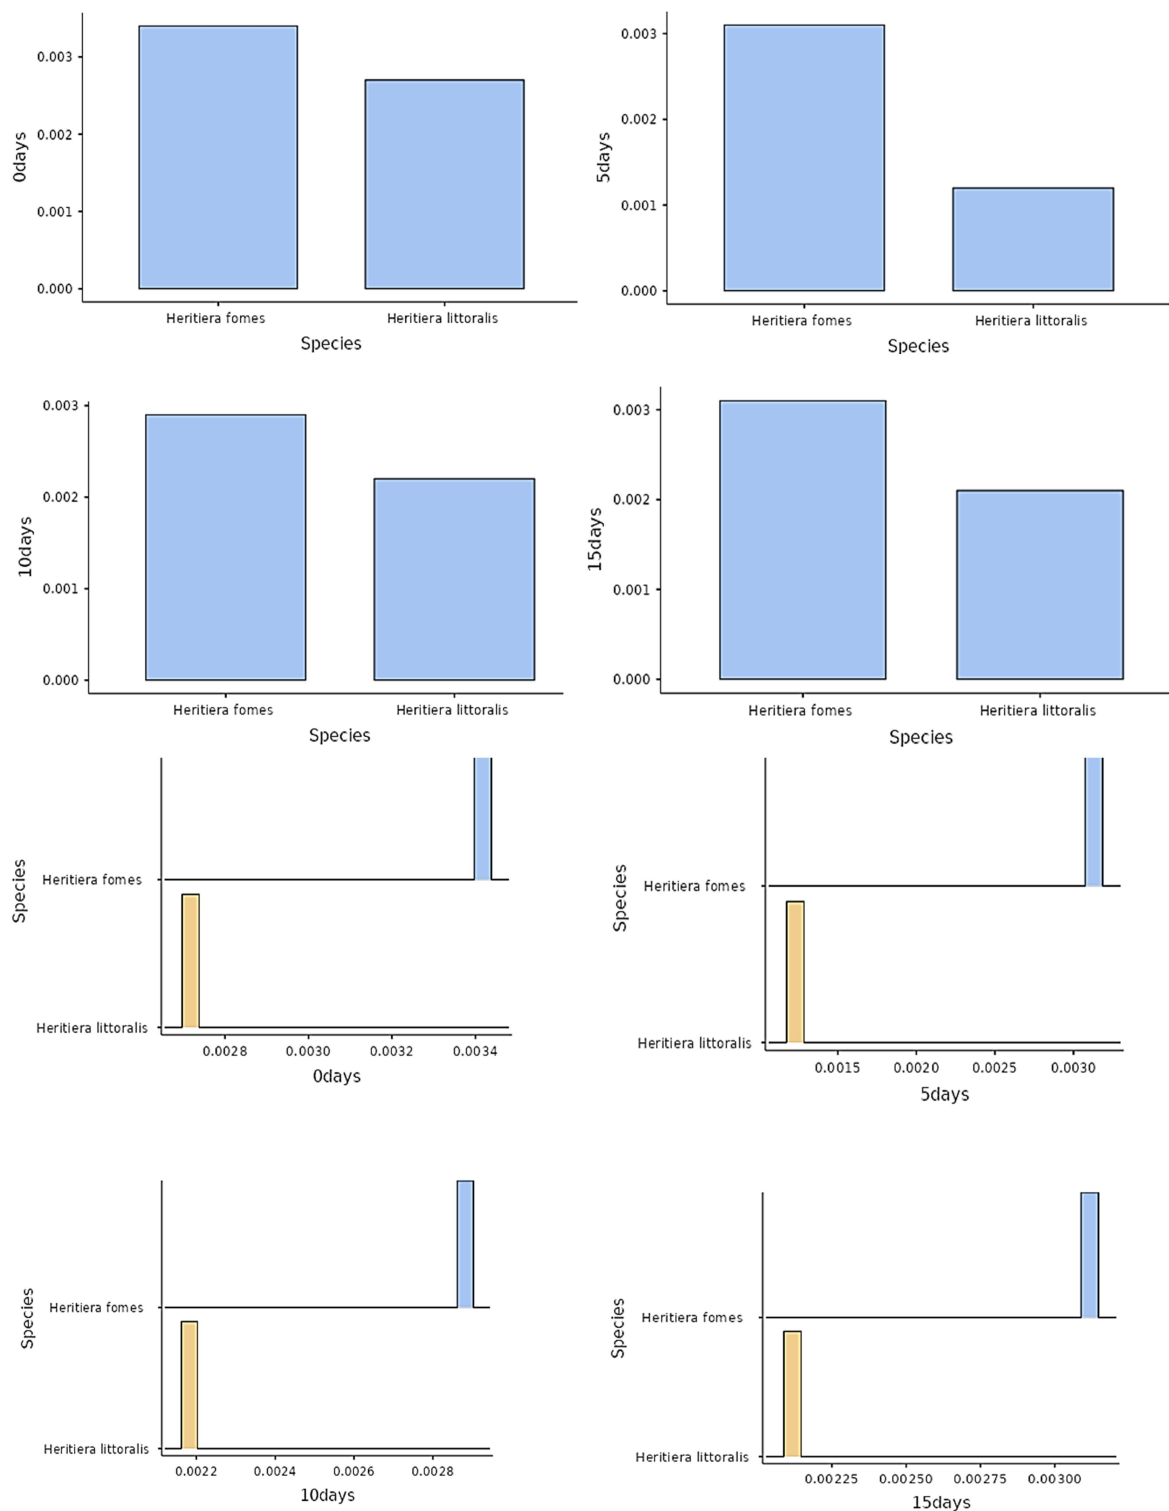 0.003
0.002
0.001
0.000
0days
Heritiera fomes Heritiera littoralis
Species
0.003
0.002
0.001
0.000
5days
Heritiera fomes Heritiera littoralis
Species
0.003
0.002
0.001
0.000
10days
Heritiera fomes Heritiera littoralis
Species
0.003
0.002
0.001
0.000
15days
Heritiera fomes Heritiera littoralis
Species
Species
Heritiera fomes
Heritiera littoralis
0.0028 0.0030 0.0032 0.0034
0days
Species
Heritiera fomes
Heritiera littoralis
0.0015 0.0020 0.0025 0.0030
5days
Species
Heritiera fomes
Heritiera littoralis
0.0022 0.0024 0.0026 0.0028
10days
Species
Heritiera fomes
Heritiera littoralis
0.00225 0.00250 0.00275 0.00300
15days